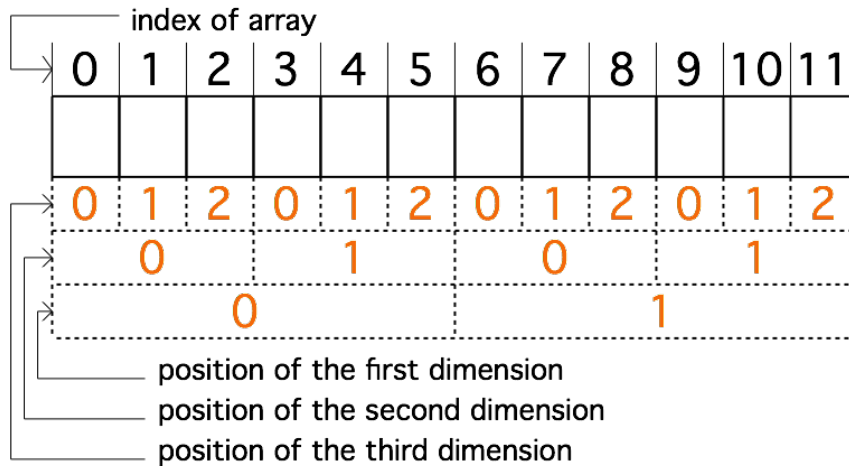 index of array
0 1 2 3 4 5 6 7 8 9 10 11
0 1 2 0 1 2 0 1 2 0 1 2
0 1 0 1
0 1
position of the first dimension
position of the second dimension
position of the third dimension